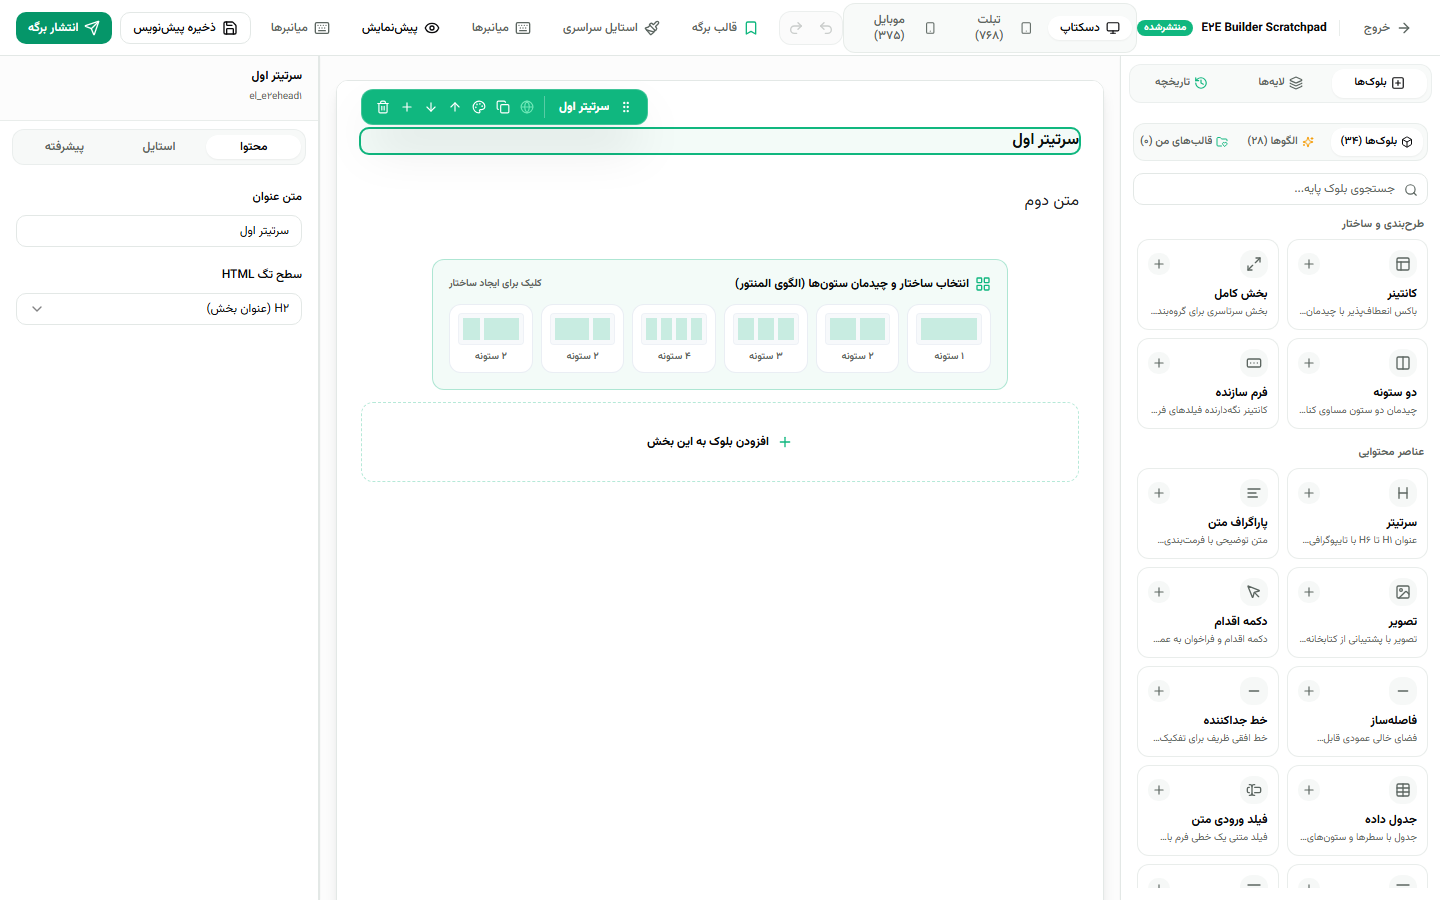 خروج
E۲E Builder Scratchpad
منتشرشده
دسکتاپ
تبلت (۷۶۸)
موبایل (۳۷۵)
قالب برگه
استایل سراسری
میانبرها
پیش‌نمایش
میانبرها
ذخیره پیش‌نویس
انتشار برگه
بلوک‌ها
لایه‌ها
تاریخچه
بلوک‌ها (۳۴)
الگوها (۲۸)
قالب‌های من (۰)
جستجوی بلوک پایه...
طرح‌بندی و ساختار
کانتینر
باکس انعطاف‌پذیر با چیدمان...
بخش کامل
بخش سرتاسری برای گروه‌بند...
دو ستونه
چیدمان دو ستون مساوی کنا...
فرم سازنده
کانتینر نگه‌دارنده فیلدهای فر...
عناصر محتوایی
سرتیتر
عنوان H۱ تا H۶ با تایپوگرافی...
پاراگراف متن
متن توضیحی با فرمت‌بندی...
تصویر
تصویر با پشتیبانی از کتابخانه...
دکمه اقدام
دکمه اقدام و فراخوان به عمـ...
فاصله‌ساز
فضای خالی عمودی قابل...
خط جداکننده
خط افقی ظریف برای تفکیک...
جدول داده
جدول با سطرها و ستون‌های...
فیلد ورودی متن
فیلد متنی یک خطی فرم با...
سرتیتر اول
سرتیتر اول
متن دوم
انتخاب ساختار و چیدمان ستون‌ها (الگوی المنتور)
کلیک برای ایجاد ساختار
۱ ستونه
۲ ستونه
۳ ستونه
۴ ستونه
۲ ستونه
۲ ستونه
افزودن بلوک به این بخش
سرتیتر اول
el_e۲ehead۱
محتوا
استایل
پیشرفته
متن عنوان
سرتیتر اول
سطح تگ HTML
H۲ (عنوان بخش)